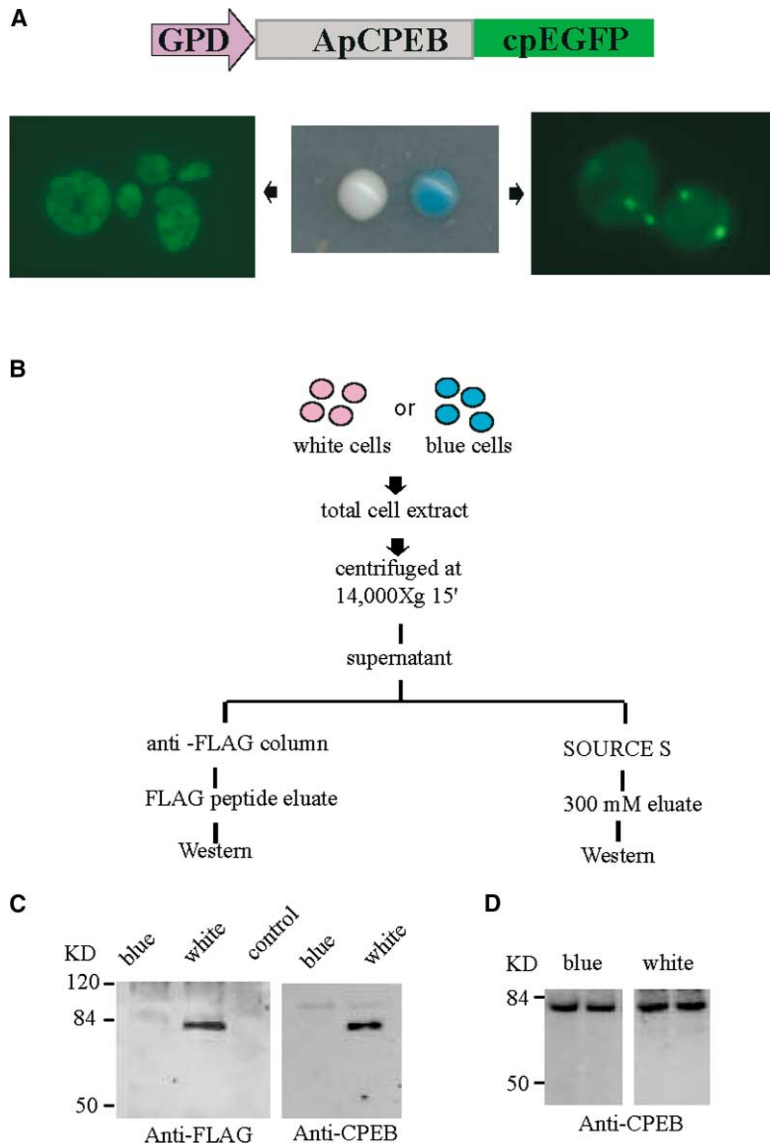 A
GPD ApCPEB cpEGFP
B
or
white cells blue cells
total cell extract
centrifuged at
14,000Xg 15'
supernatant
anti -FLAG column SOURCE S
FLAG peptide eluate 300 mM eluate
Western Western
C
KD blue white control blue white
120
84
50
Anti-FLAG Anti-CPEB
D
KD blue white
84
50
Anti-CPEB